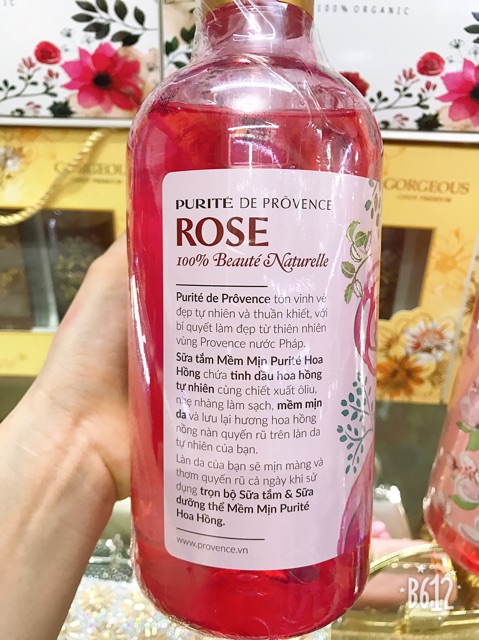 100% ORGANIC
GORGEOUS
GORGEOUS
PURITÉ DE PRÔVENCE
ROSE
100% Beauté Naturelle
Purité de Prôvence tôn vinh vẻ
đẹp tự nhiên và thuần khiết, với
bí quyết làm đẹp từ thiên nhiên
vùng Provence nước Pháp.
Sữa tắm Mềm Mịn Purité Hoa
Hồng chứa tinh dầu hoa hồng
tự nhiên cùng chiết xuất ôliu,
nhẹ nhàng làm sạch, mềm mịn
da và lưu lại hương hoa hồng
nồng nàn quyến rũ trên làn da
tự nhiên của bạn.
Làn da của bạn sẽ mịn màng và
thơm quyến rũ cả ngày khi sử
dụng trọn bộ Sữa tắm & Sữa
dưỡng thể Mềm Mịn Purité
Hoa Hồng.
www.provence.vn
B612